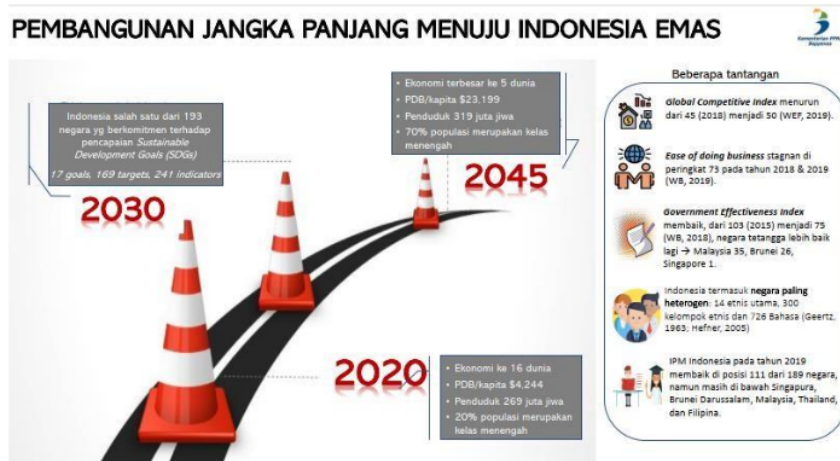 PEMBANGUNAN JANGKA PANJANG MENUJU INDONESIA EMAS
Kementerian PPN/
Bappenas
Indonesia salah satu dari 193
negara yg berkomitmen terhadap
pencapaian Sustainable
Development Goals (SDGs)
17 goals, 169 targets, 241 indicators
2030
• Ekonomi terbesar ke 5 dunia
• PDB/kapita $23,199
• Penduduk 319 juta jiwa
• 70% populasi merupakan kelas
menengah
2045
2020
• Ekonomi ke 16 dunia
• PDB/kapita $4,244
• Penduduk 269 juta jiwa
• 20% populasi merupakan
kelas menengah
Beberapa tantangan
Global Competitive Index menurun
dari 45 (2018) menjadi 50 (WEF, 2019).
Ease of doing business stagnan di
peringkat 73 pada tahun 2018 & 2019
(WB, 2019).
Government Effectiveness Index
membaik, dari 103 (2015) menjadi 75
(WB, 2018), negara tetangga lebih baik
lagi → Malaysia 35, Brunei 26,
Singapore 1.
Indonesia termasuk negara paling
heterogen: 14 etnis utama, 300
kelompok etnis dan 726 Bahasa (Geertz,
1963; Hefner, 2005)
IPM Indonesia pada tahun 2019
membaik di posisi 111 dari 189 negara,
namun masih di bawah Singapura,
Brunei Darussalam, Malaysia, Thailand,
dan Filipina.